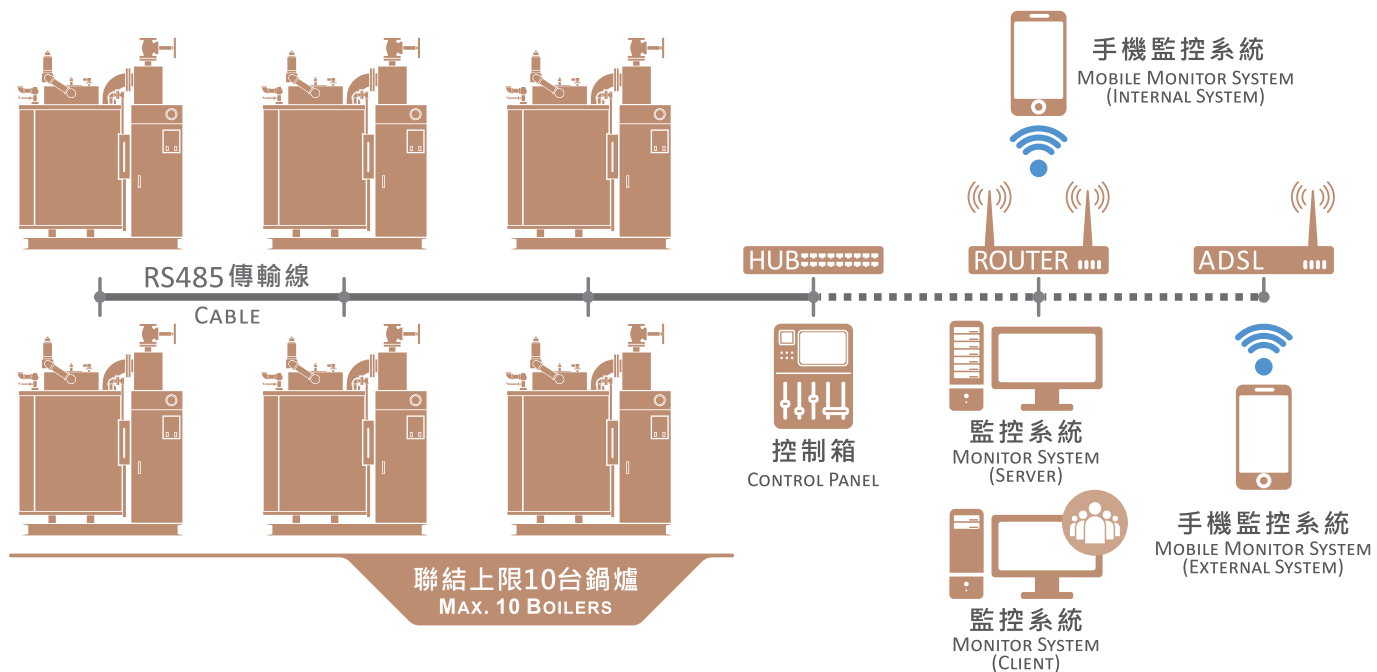 手機監控系統
MOBILE MONITOR SYSTEM
(INTERNAL SYSTEM)
RS485傳輸線
CABLE
HUB
ROUTER
ADSL
控制箱
CONTROL PANEL
監控系統
MONITOR SYSTEM
(SERVER)
手機監控系統
MOBILE MONITOR SYSTEM
(EXTERNAL SYSTEM)
聯結上限10台鍋爐
MAX. 10 BOILERS
監控系統
MONITOR SYSTEM
(CLIENT)